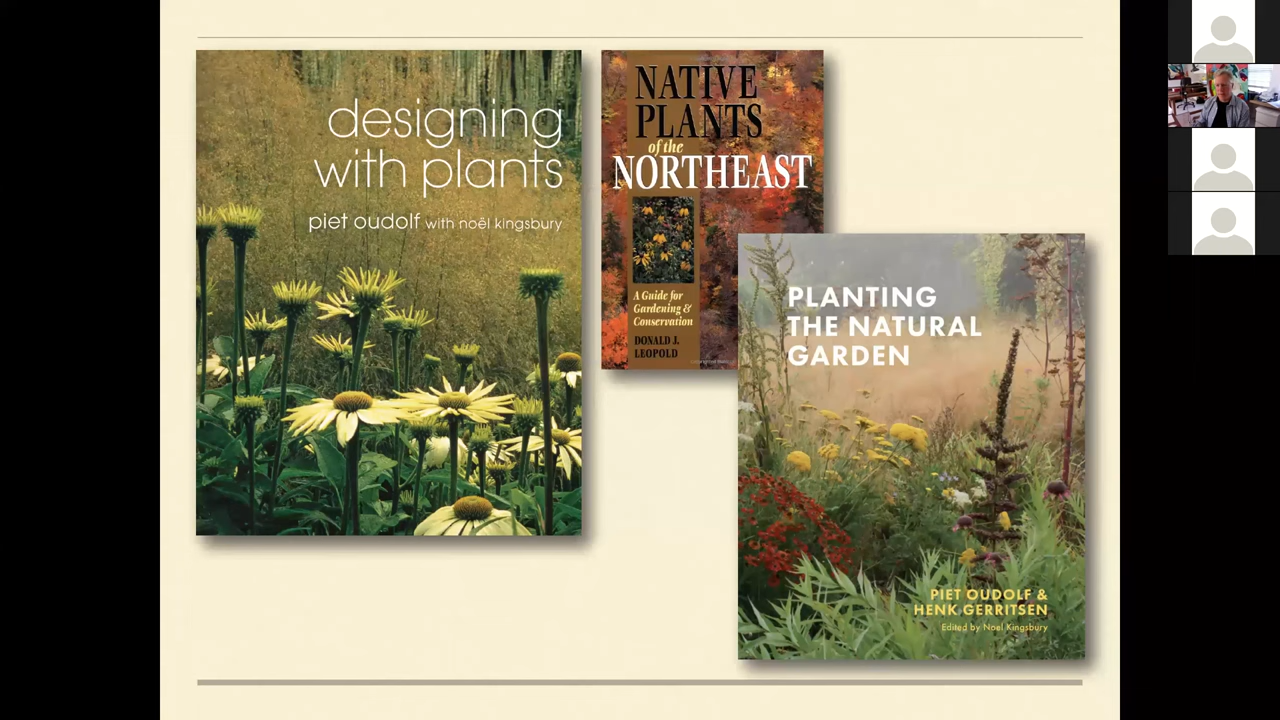 designing
with plants
piet oudolf with noël kingsbury
NATIVE
PLANTS
of the
NORTHEAST
A Guide for
Gardening &
Conservation
DONALD J.
LEOPOLD
PLANTING
THE NATURAL
GARDEN
PIET OUDOLF &
HENK GERRITSEN
Edited by Noel Kingsbury